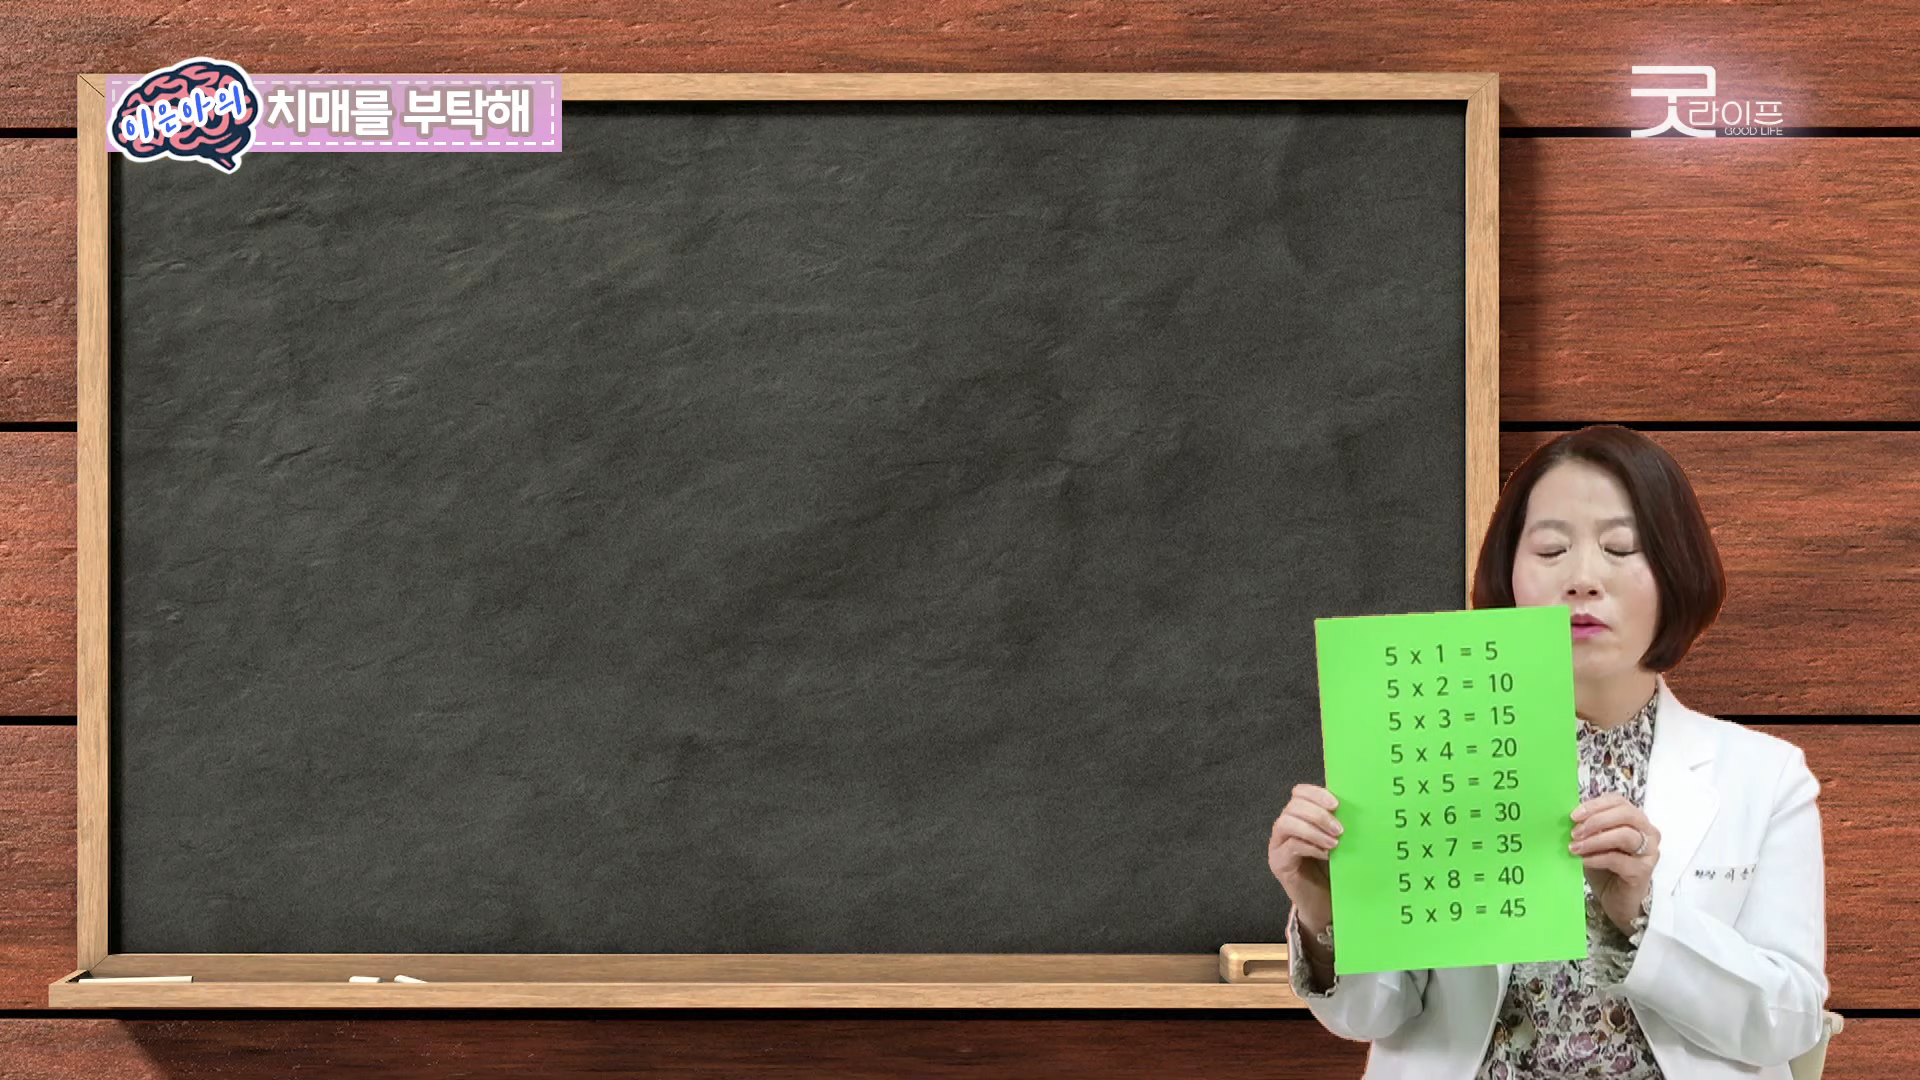 이은아의
치매를 부탁해
굿라이프
GOOD LIFE
5 x 1 = 5
5 x 2 = 10
5 x 3 = 15
5 x 4 = 20
5 x 5 = 25
5 x 6 = 30
5 x 7 = 35
5 x 8 = 40
5 x 9 = 45